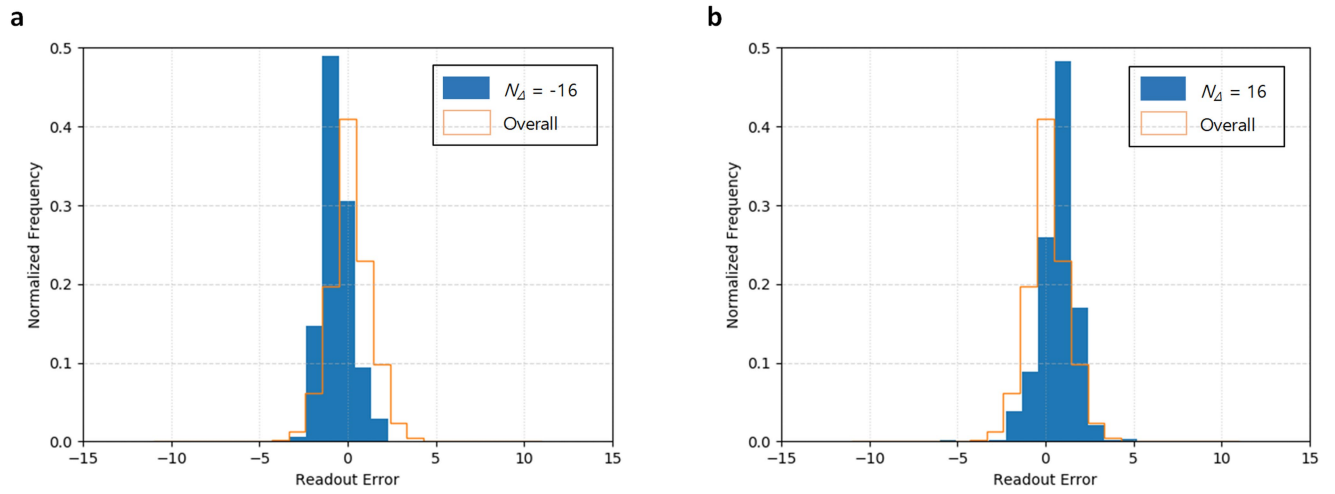 a
0.5
0.4
0.3
0.2
0.1
0.0
Normalized Frequency
−15
−10
−5
0
5
10
15
Readout Error
N_Δ = -16
Overall
b
0.5
0.4
0.3
0.2
0.1
0.0
Normalized Frequency
−15
−10
−5
0
5
10
15
Readout Error
N_Δ = 16
Overall